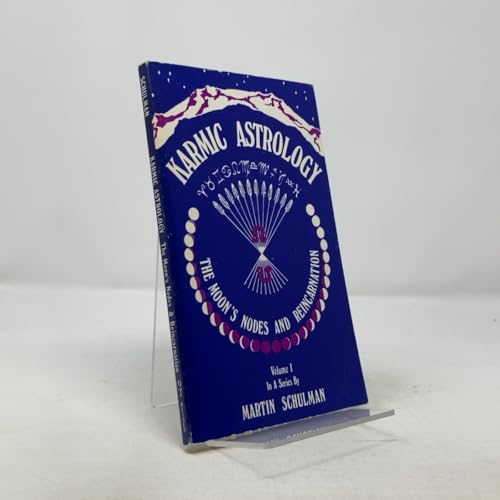 KARMIC ASTROLOGY
THE MOON'S NODES AND REINCARNATION
Volume I
In A Series By
MARTIN SCHULMAN
SCHULMAN KARMIC ASTROLOGY The Moon's Nodes & Reincarnation